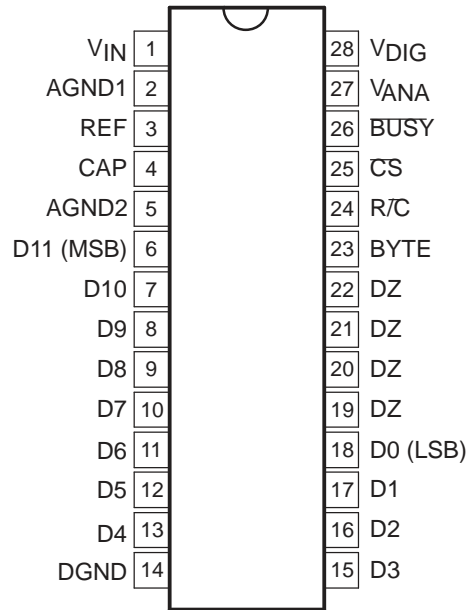 VIN 1 28 VDIG
AGND1 2 27 VANA
REF 3 26 BUSY
CAP 4 25 CS
AGND2 5 24 R/C
D11 (MSB) 6 23 BYTE
D10 7 22 DZ
D9 8 21 DZ
D8 9 20 DZ
D7 10 19 DZ
D6 11 18 D0 (LSB)
D5 12 17 D1
D4 13 16 D2
DGND 14 15 D3